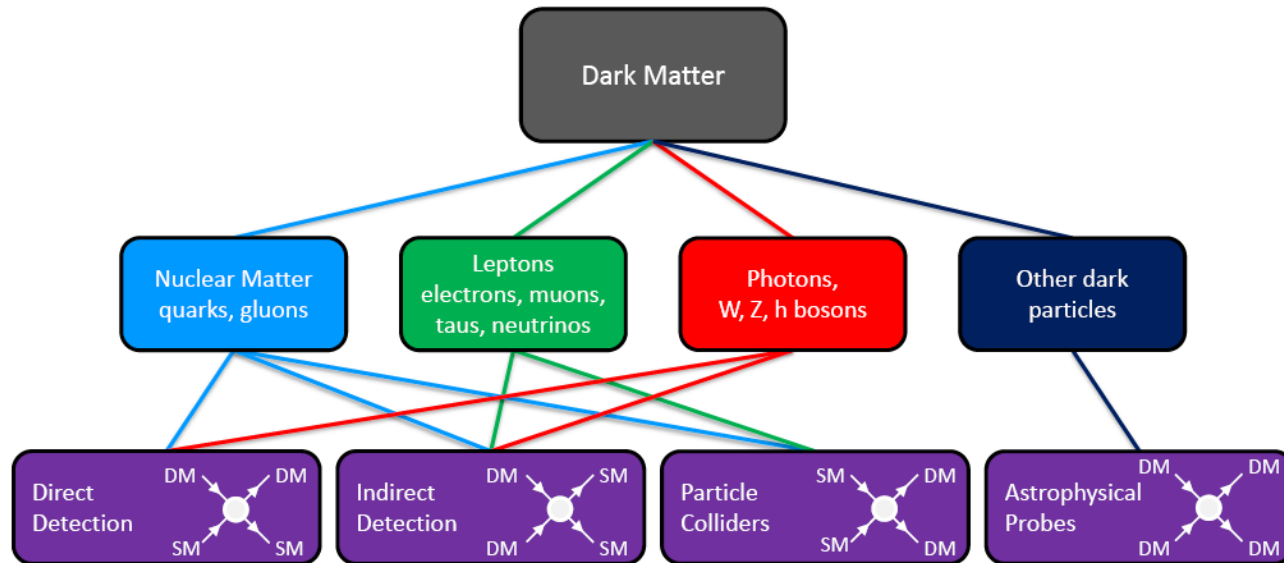 Dark Matter
Nuclear Matter
quarks, gluons
Leptons
electrons, muons,
taus, neutrinos
Photons,
W, Z, h bosons
Other dark
particles
Direct
Detection
DM
DM
SM
SM
Indirect
Detection
DM
SM
DM
SM
Particle
Colliders
SM
DM
SM
DM
Astrophysical
Probes
DM
DM
DM
DM